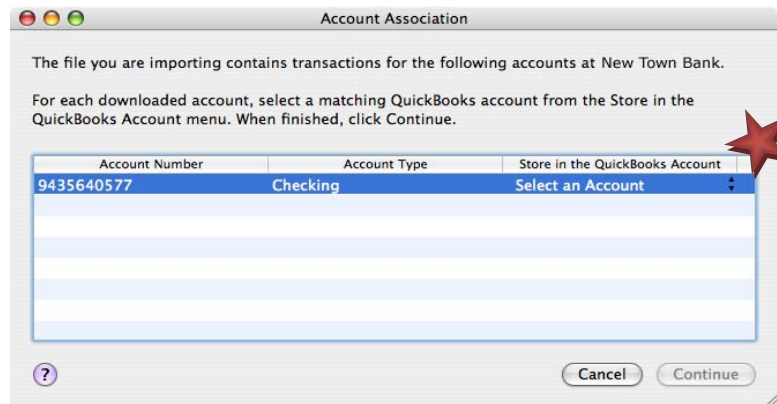 Account Association
The file you are importing contains transactions for the following accounts at New Town Bank.
For each downloaded account, select a matching QuickBooks account from the Store in the
QuickBooks Account menu. When finished, click Continue.
Account Number Account Type Store in the QuickBooks Account
9435640577 Checking Select an Account
? Cancel Continue